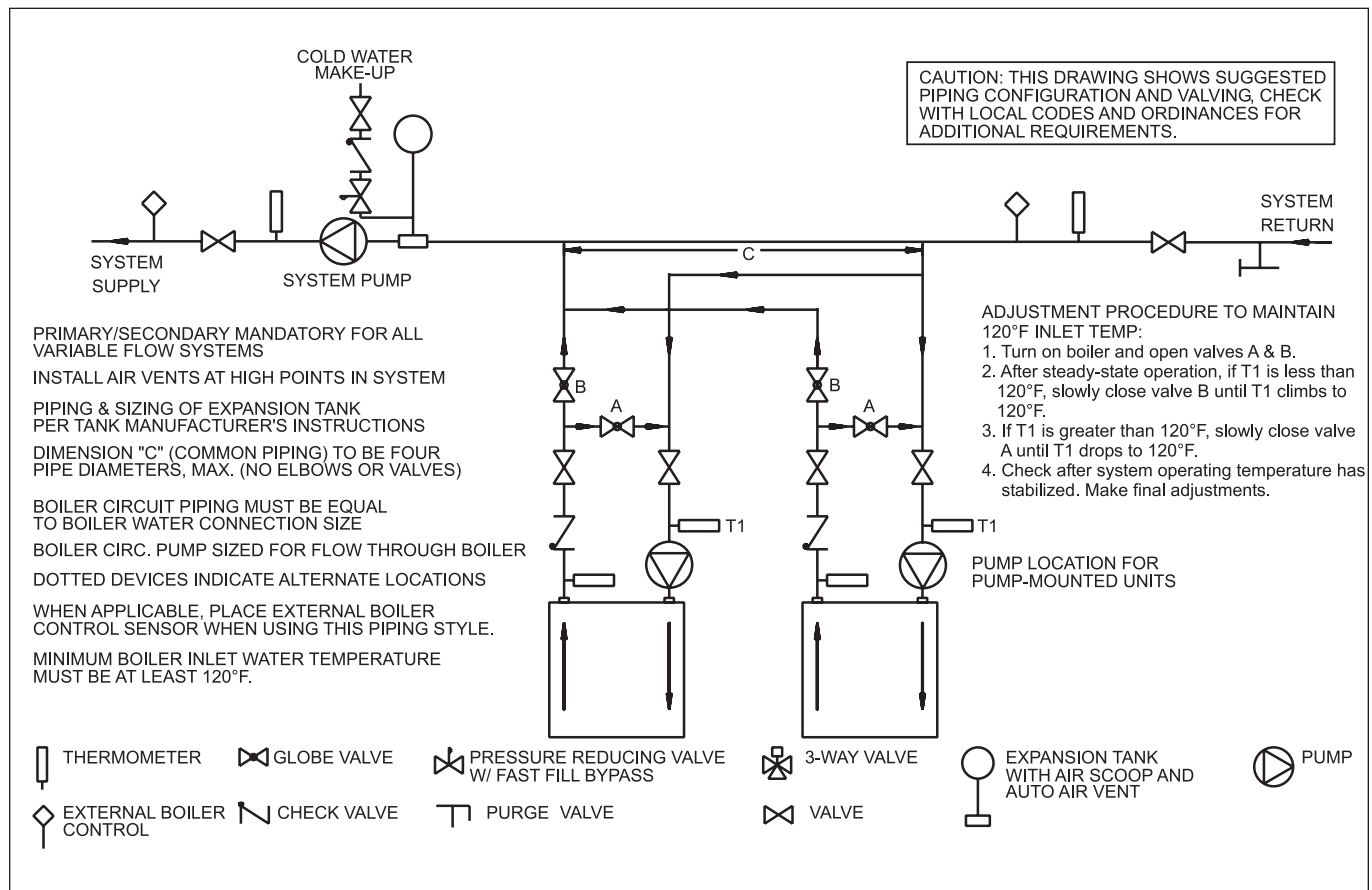 COLD WATER
MAKE-UP
CAUTION: THIS DRAWING SHOWS SUGGESTED
PIPING CONFIGURATION AND VALVING, CHECK
WITH LOCAL CODES AND ORDINANCES FOR
ADDITIONAL REQUIREMENTS.
SYSTEM
RETURN
SYSTEM
SUPPLY
SYSTEM PUMP
C
PRIMARY/SECONDARY MANDATORY FOR ALL
VARIABLE FLOW SYSTEMS
INSTALL AIR VENTS AT HIGH POINTS IN SYSTEM
PIPING & SIZING OF EXPANSION TANK
PER TANK MANUFACTURER'S INSTRUCTIONS
DIMENSION "C" (COMMON PIPING) TO BE FOUR
PIPE DIAMETERS, MAX. (NO ELBOWS OR VALVES)
BOILER CIRCUIT PIPING MUST BE EQUAL
TO BOILER WATER CONNECTION SIZE
BOILER CIRC. PUMP SIZED FOR FLOW THROUGH BOILER
DOTTED DEVICES INDICATE ALTERNATE LOCATIONS
WHEN APPLICABLE, PLACE EXTERNAL BOILER
CONTROL SENSOR WHEN USING THIS PIPING STYLE.
MINIMUM BOILER INLET WATER TEMPERATURE
MUST BE AT LEAST 120°F.
B
A
T1
B
A
T1
ADJUSTMENT PROCEDURE TO MAINTAIN
120°F INLET TEMP:
1. Turn on boiler and open valves A & B.
2. After steady-state operation, if T1 is less than
120°F, slowly close valve B until T1 climbs to
120°F.
3. If T1 is greater than 120°F, slowly close valve
A until T1 drops to 120°F.
4. Check after system operating temperature has
stabilized. Make final adjustments.
PUMP LOCATION FOR
PUMP-MOUNTED UNITS
THERMOMETER
GLOBE VALVE
PRESSURE REDUCING VALVE
W/ FAST FILL BYPASS
3-WAY VALVE
EXPANSION TANK
WITH AIR SCOOP AND
AUTO AIR VENT
PUMP
EXTERNAL BOILER
CONTROL
CHECK VALVE
PURGE VALVE
VALVE